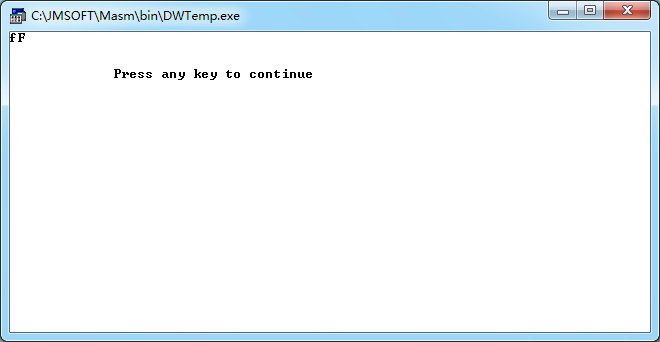 C:\JMSOFT\Masm\bin\DWTemp.exe
fF
Press any key to continue